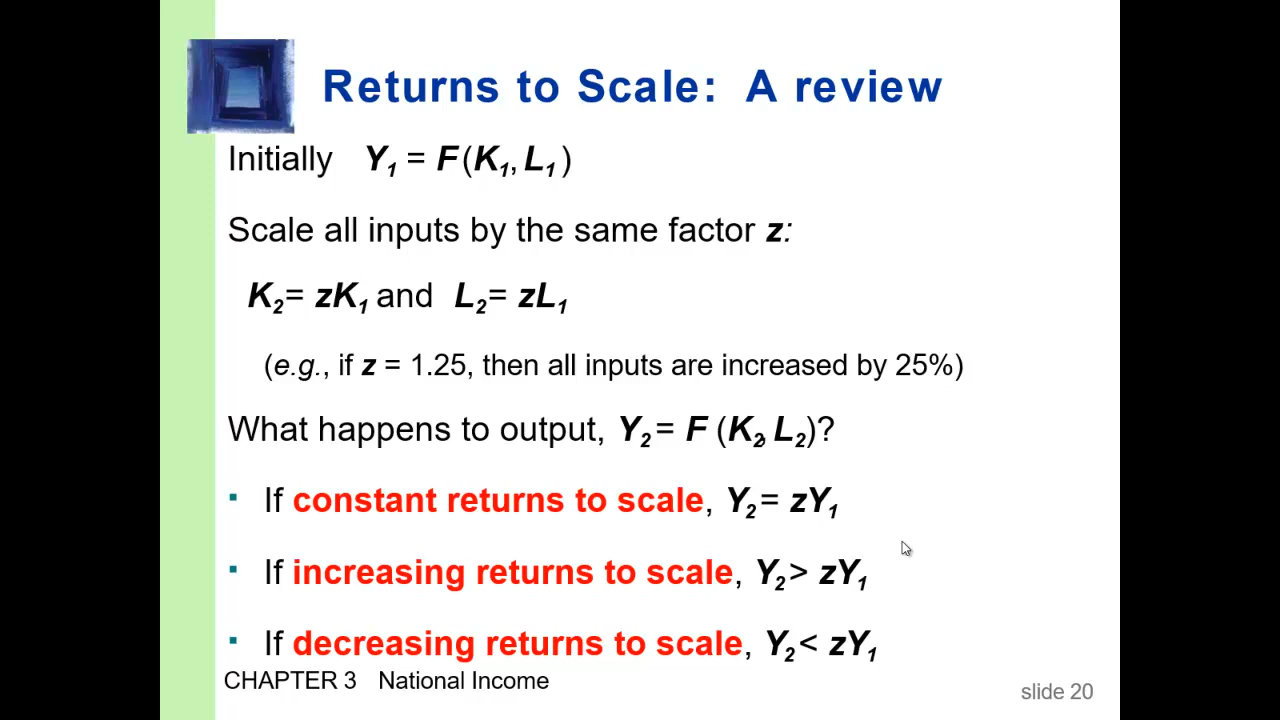 Returns to Scale: A review
Initially Y₁ = F (K₁, L₁ )
Scale all inputs by the same factor z:
K₂ = zK₁ and L₂ = zL₁
(e.g., if z = 1.25, then all inputs are increased by 25%)
What happens to output, Y₂ = F (K₂, L₂)?
▪ If constant returns to scale, Y₂ = zY₁
▪ If increasing returns to scale, Y₂ > zY₁
▪ If decreasing returns to scale, Y₂ < zY₁
CHAPTER 3 National Income
slide 20